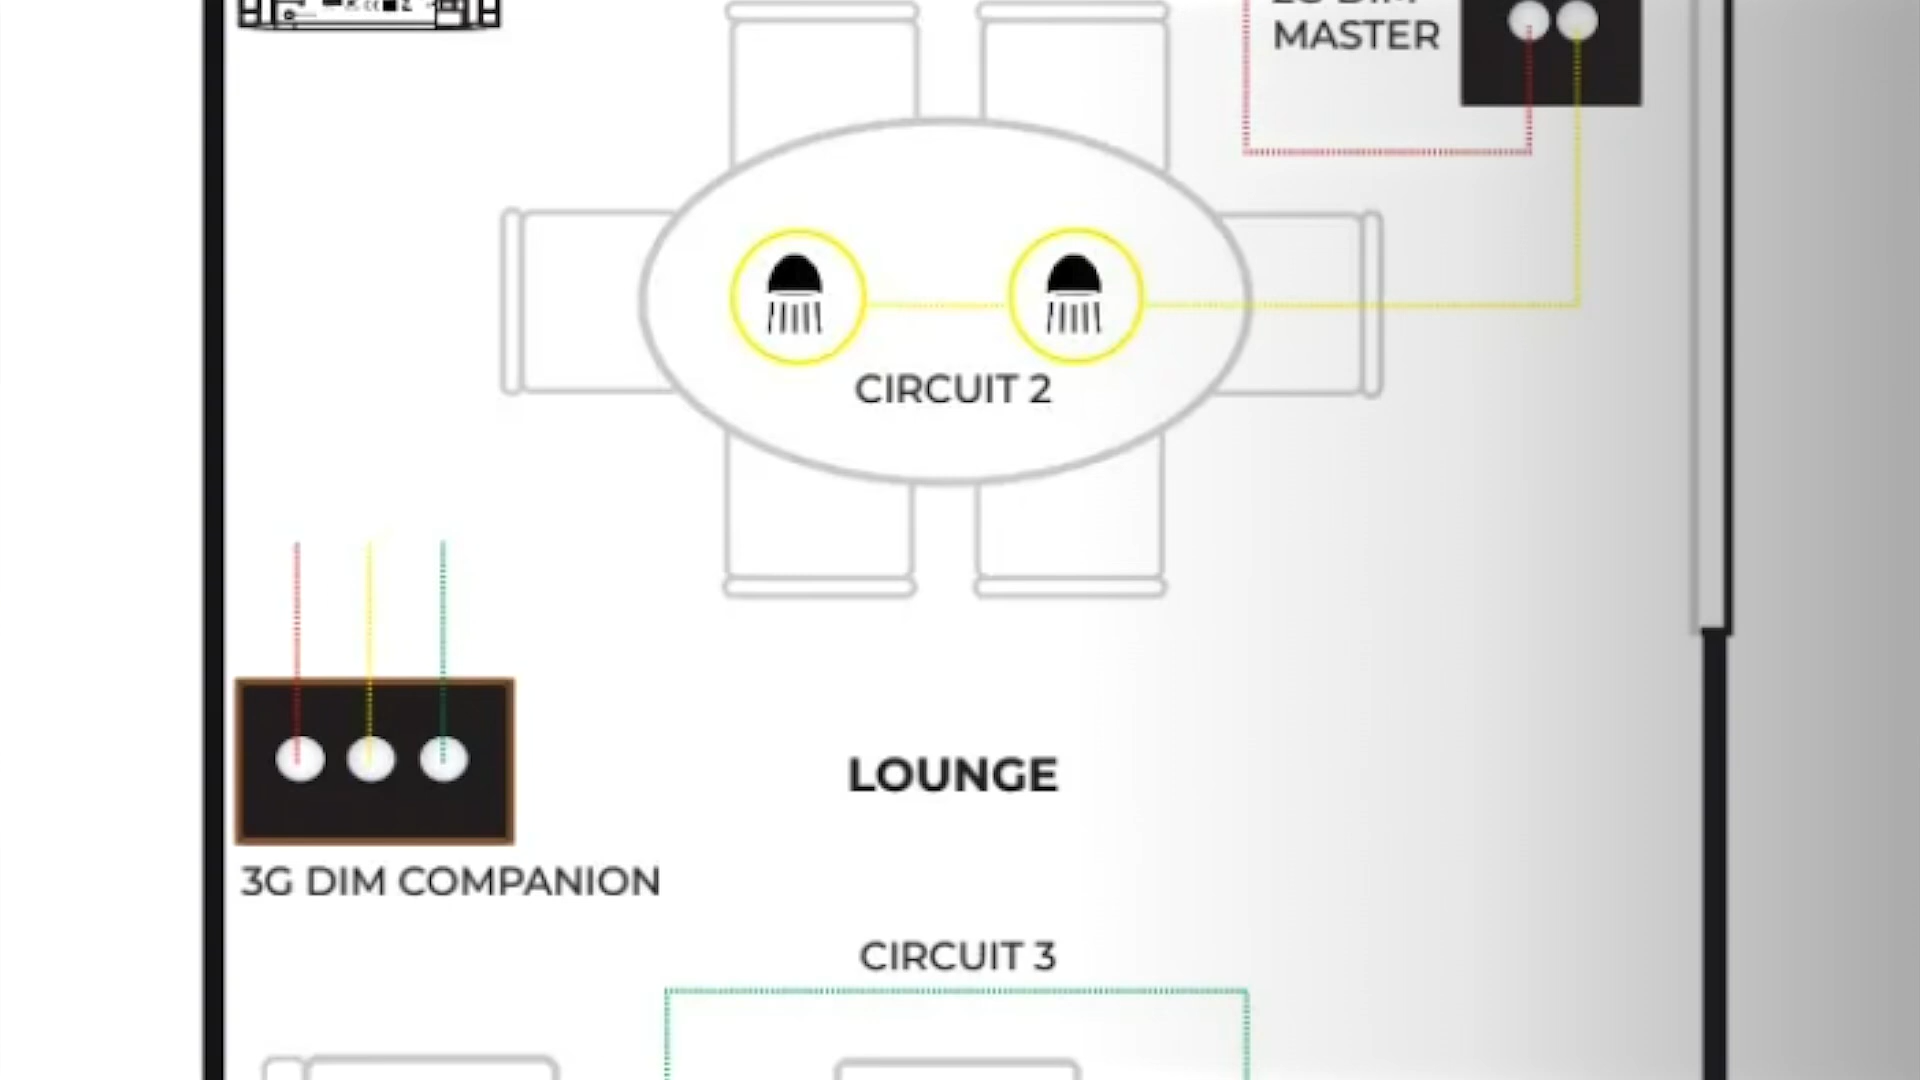 MASTER
CIRCUIT 2
LOUNGE
3G DIM COMPANION
CIRCUIT 3